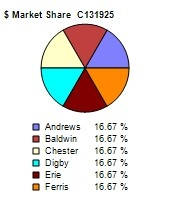 $ Market Share C131925
Andrews 16.67 %
Baldwin 16.67 %
Chester 16.67 %
Digby 16.67 %
Erie 16.67 %
Ferris 16.67 %